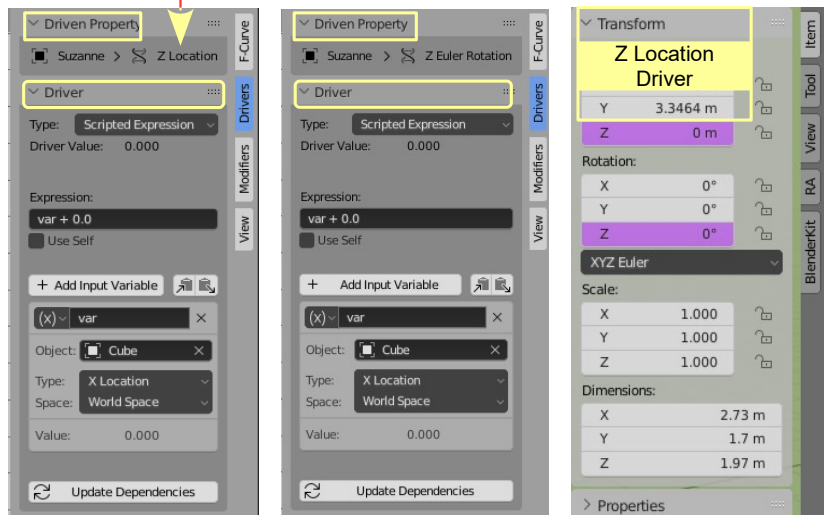 Driven Property
Suzanne > Z Location
Driver
Type: Scripted Expression
Driver Value: 0.000
Expression:
var + 0.0
Use Self
+ Add Input Variable
(x) var
Object: Cube
Type: X Location
Space: World Space
Value: 0.000
Update Dependencies
F-Curve
Drivers
Modifiers
View
Driven Property
Suzanne > Z Euler Rotation
Driver
Type: Scripted Expression
Driver Value: 0.000
Expression:
var + 0.0
Use Self
+ Add Input Variable
(x) var
Object: Cube
Type: X Location
Space: World Space
Value: 0.000
Update Dependencies
F-Curve
Drivers
Modifiers
View
Transform
Z Location
Driver
Y 3.3464 m
Z 0 m
Rotation:
X 0°
Y 0°
Z 0°
XYZ Euler
Scale:
X 1.000
Y 1.000
Z 1.000
Dimensions:
X 2.73 m
Y 1.7 m
Z 1.97 m
Properties
Item
Tool
View
RA
BlenderKit